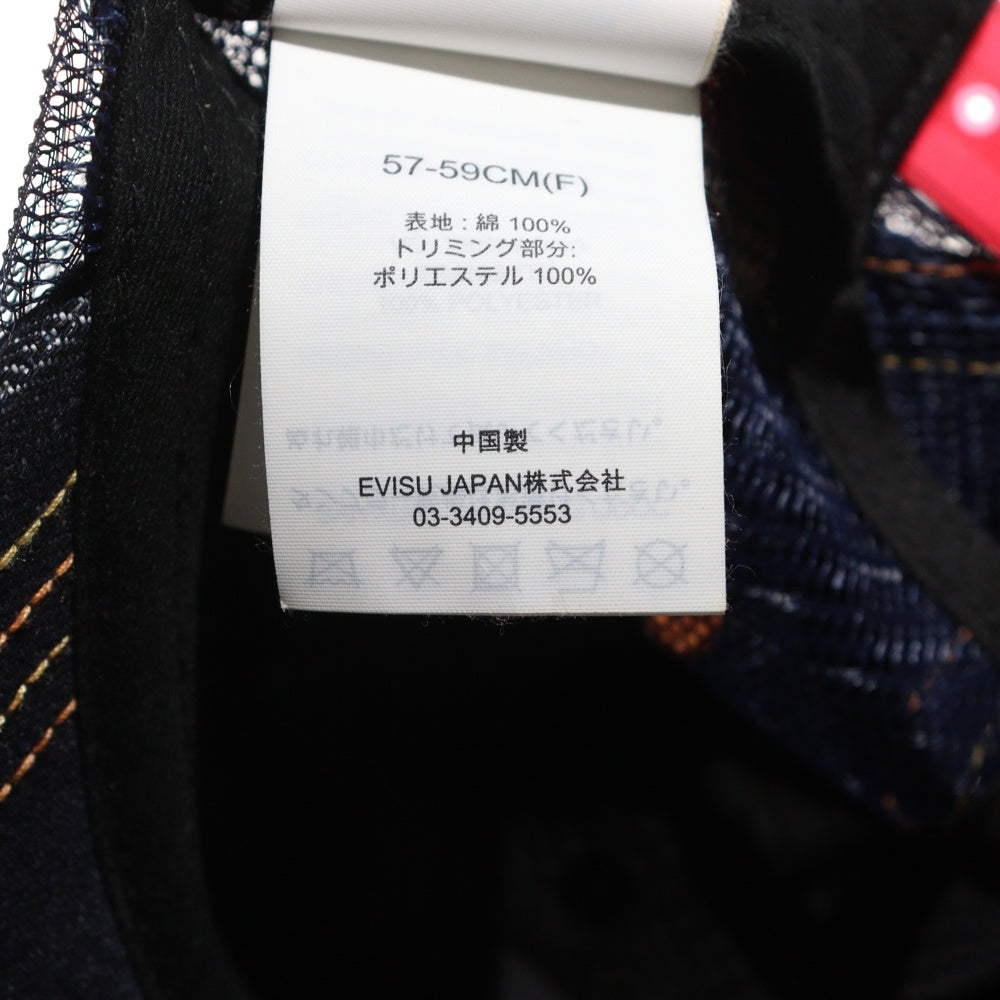 57-59CM(F)
表地 : 綿 100%
トリミング部分:
ポリエステル 100%
中国製
EVISU JAPAN株式会社
03-3409-5553